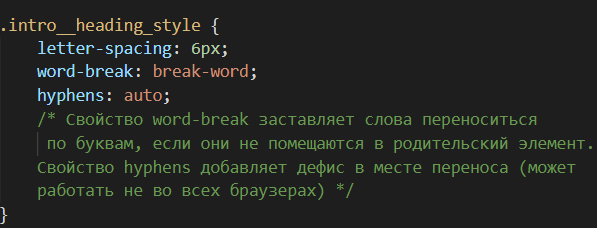 .intro__heading_style {
letter-spacing: 6px;
word-break: break-word;
hyphens: auto;
/* Свойство word-break заставляет слова переноситься
по буквам, если они не помещаются в родительский элемент.
Свойство hyphens добавляет дефис в месте переноса (может
работать не во всех браузерах) */
}